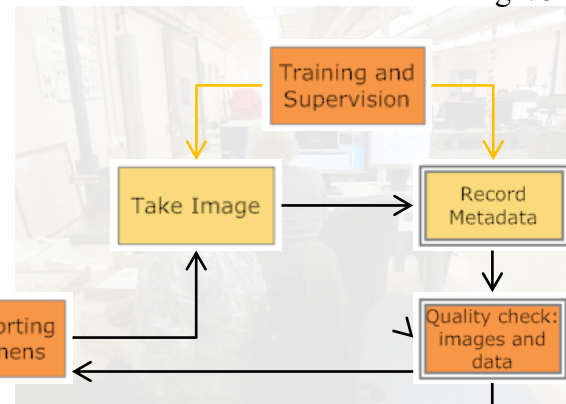 Training and
Supervision
Take Image
Record
Metadata
Quality check:
images and
data